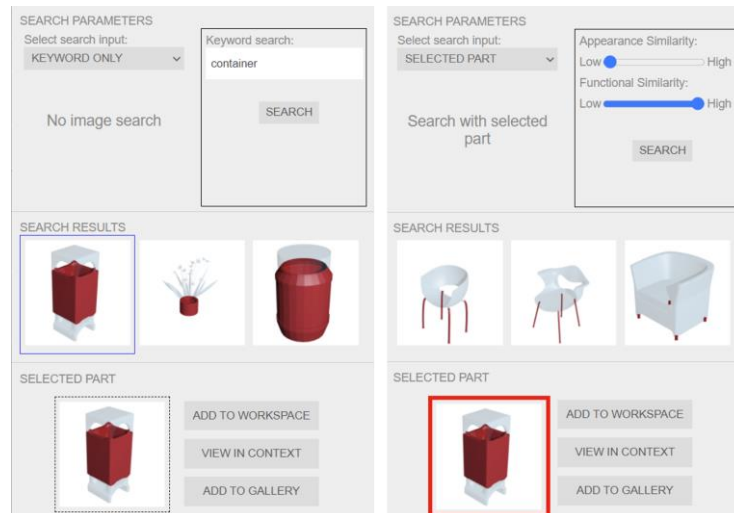 SEARCH PARAMETERS
Select search input:
KEYWORD ONLY
No image search
Keyword search:
container
SEARCH
SEARCH RESULTS
SELECTED PART
ADD TO WORKSPACE
VIEW IN CONTEXT
ADD TO GALLERY
SEARCH PARAMETERS
Select search input:
SELECTED PART
Search with selected
part
Appearance Similarity:
Low High
Functional Similarity:
Low High
SEARCH
SEARCH RESULTS
SELECTED PART
ADD TO WORKSPACE
VIEW IN CONTEXT
ADD TO GALLERY